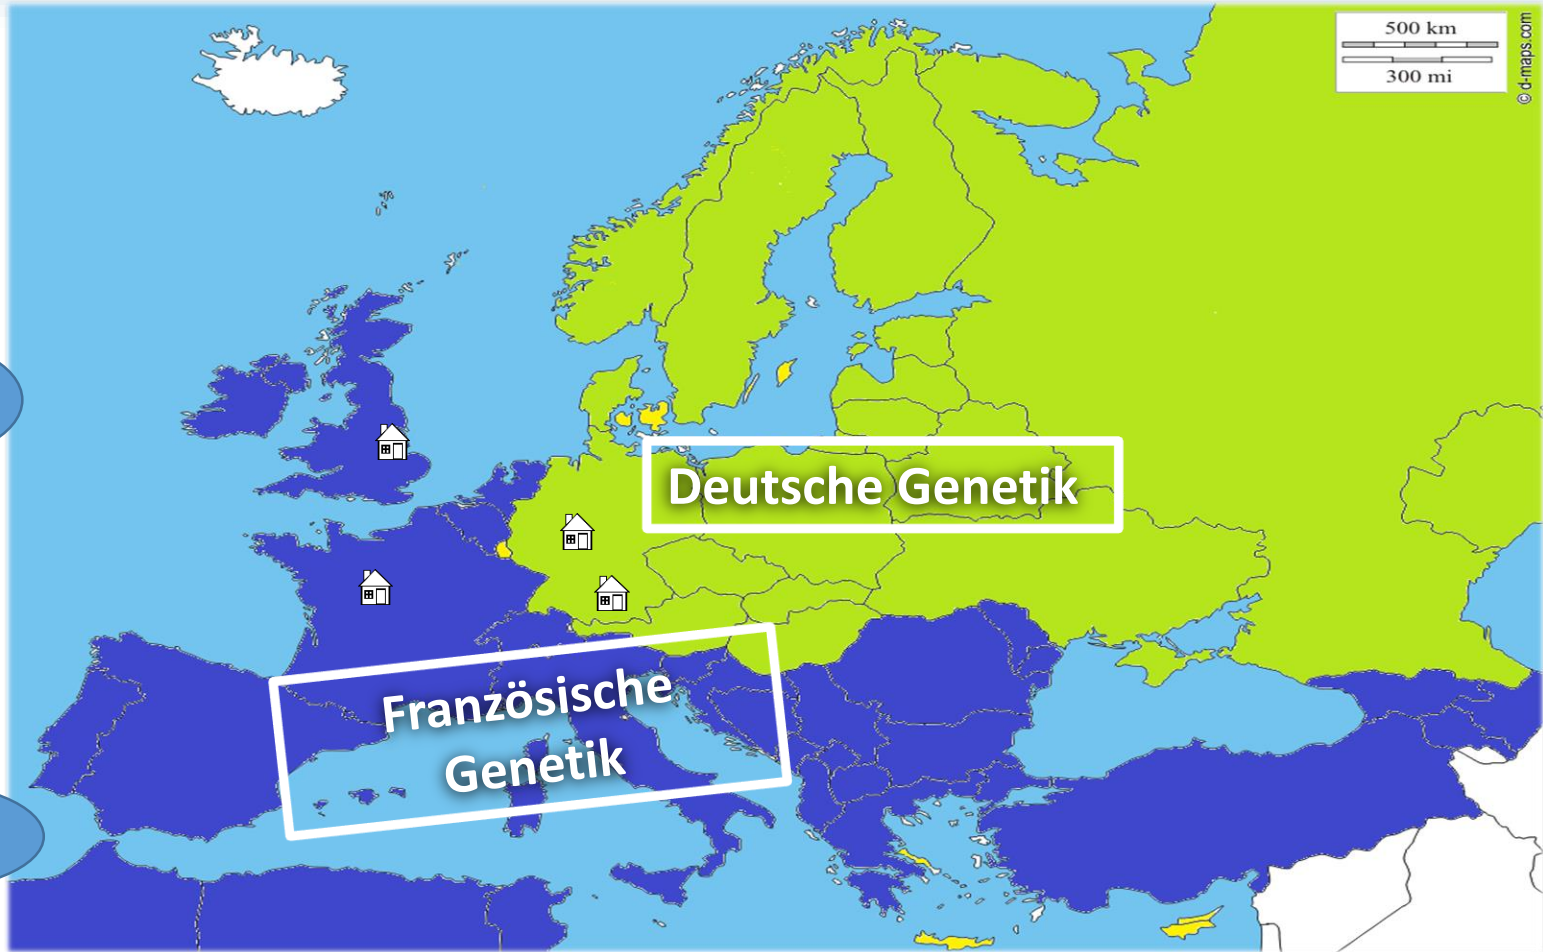 500 km
300 mi
© d-maps.com
Deutsche Genetik
Französische
Genetik